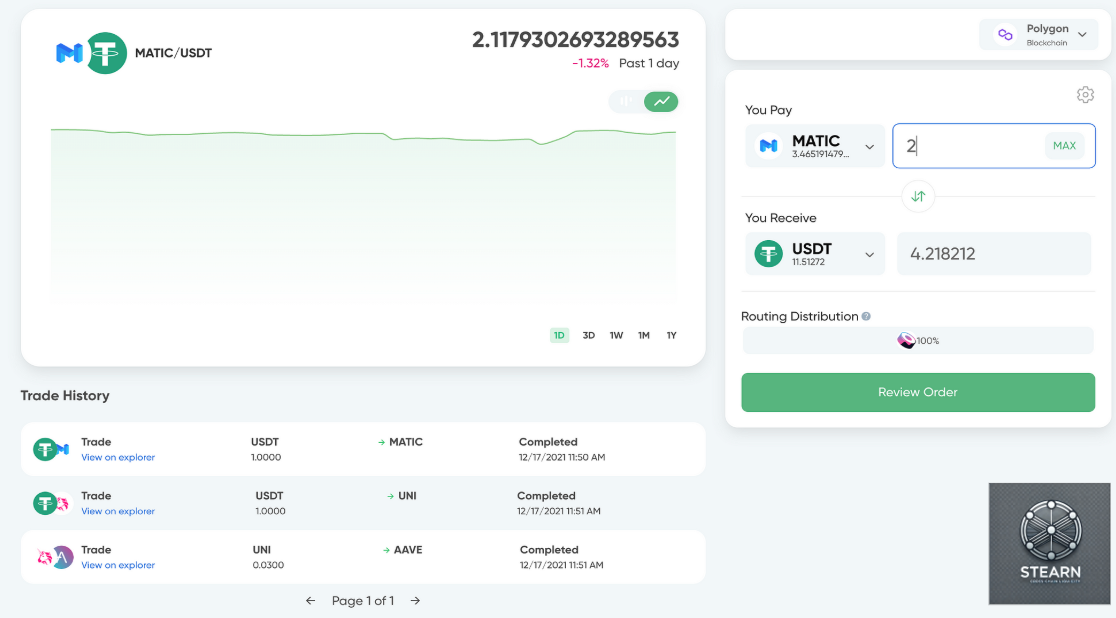 MATIC/USDT
2.1179302693289563
-1.32% Past 1 day
1D 3D 1W 1M 1Y
Trade History
Trade USDT → MATIC Completed
View on explorer 1.0000 12/17/2021 11:50 AM
Trade USDT → UNI Completed
View on explorer 1.0000 12/17/2021 11:51 AM
Trade UNI → AAVE Completed
View on explorer 0.0300 12/17/2021 11:51 AM
← Page 1 of 1 →
Polygon
Blockchain
You Pay
MATIC
3.465191479...
2
MAX
You Receive
USDT
11.51272
4.218212
Routing Distribution ?
100%
Review Order
STEARN